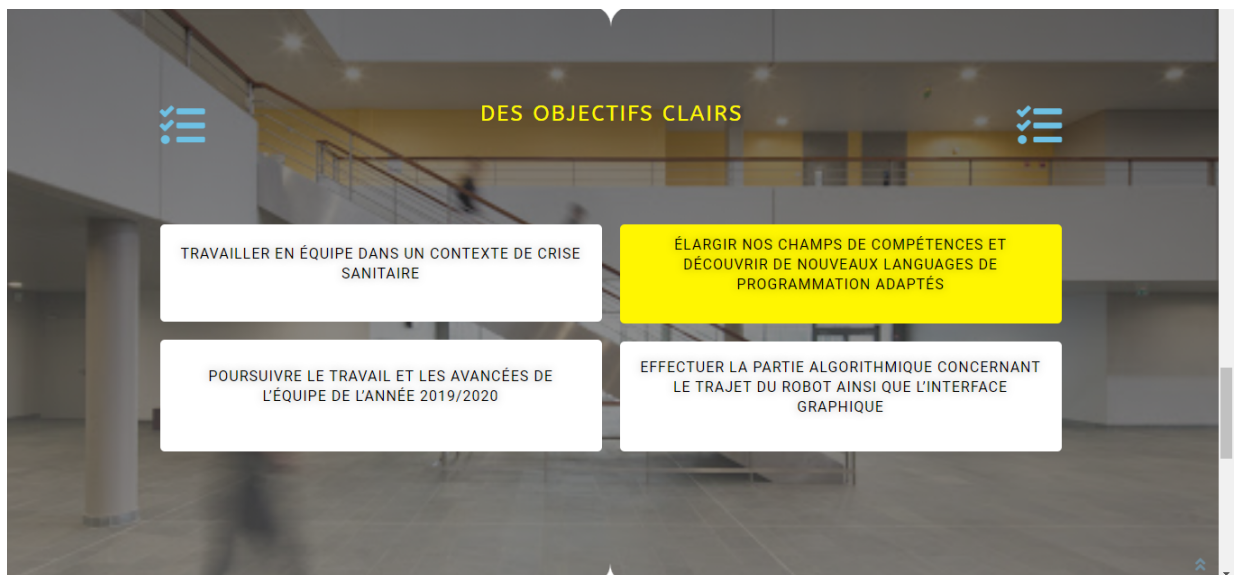 DES OBJECTIFS CLAIRS
TRAVAILLER EN ÉQUIPE DANS UN CONTEXTE DE CRISE
SANITAIRE
ÉLARGIR NOS CHAMPS DE COMPÉTENCES ET
DÉCOUVRIR DE NOUVEAUX LANGUAGES DE
PROGRAMMATION ADAPTÉS
POURSUIVRE LE TRAVAIL ET LES AVANCÉES DE
L'ÉQUIPE DE L'ANNÉE 2019/2020
EFFECTUER LA PARTIE ALGORITHMIQUE CONCERNANT
LE TRAJET DU ROBOT AINSI QUE L'INTERFACE
GRAPHIQUE